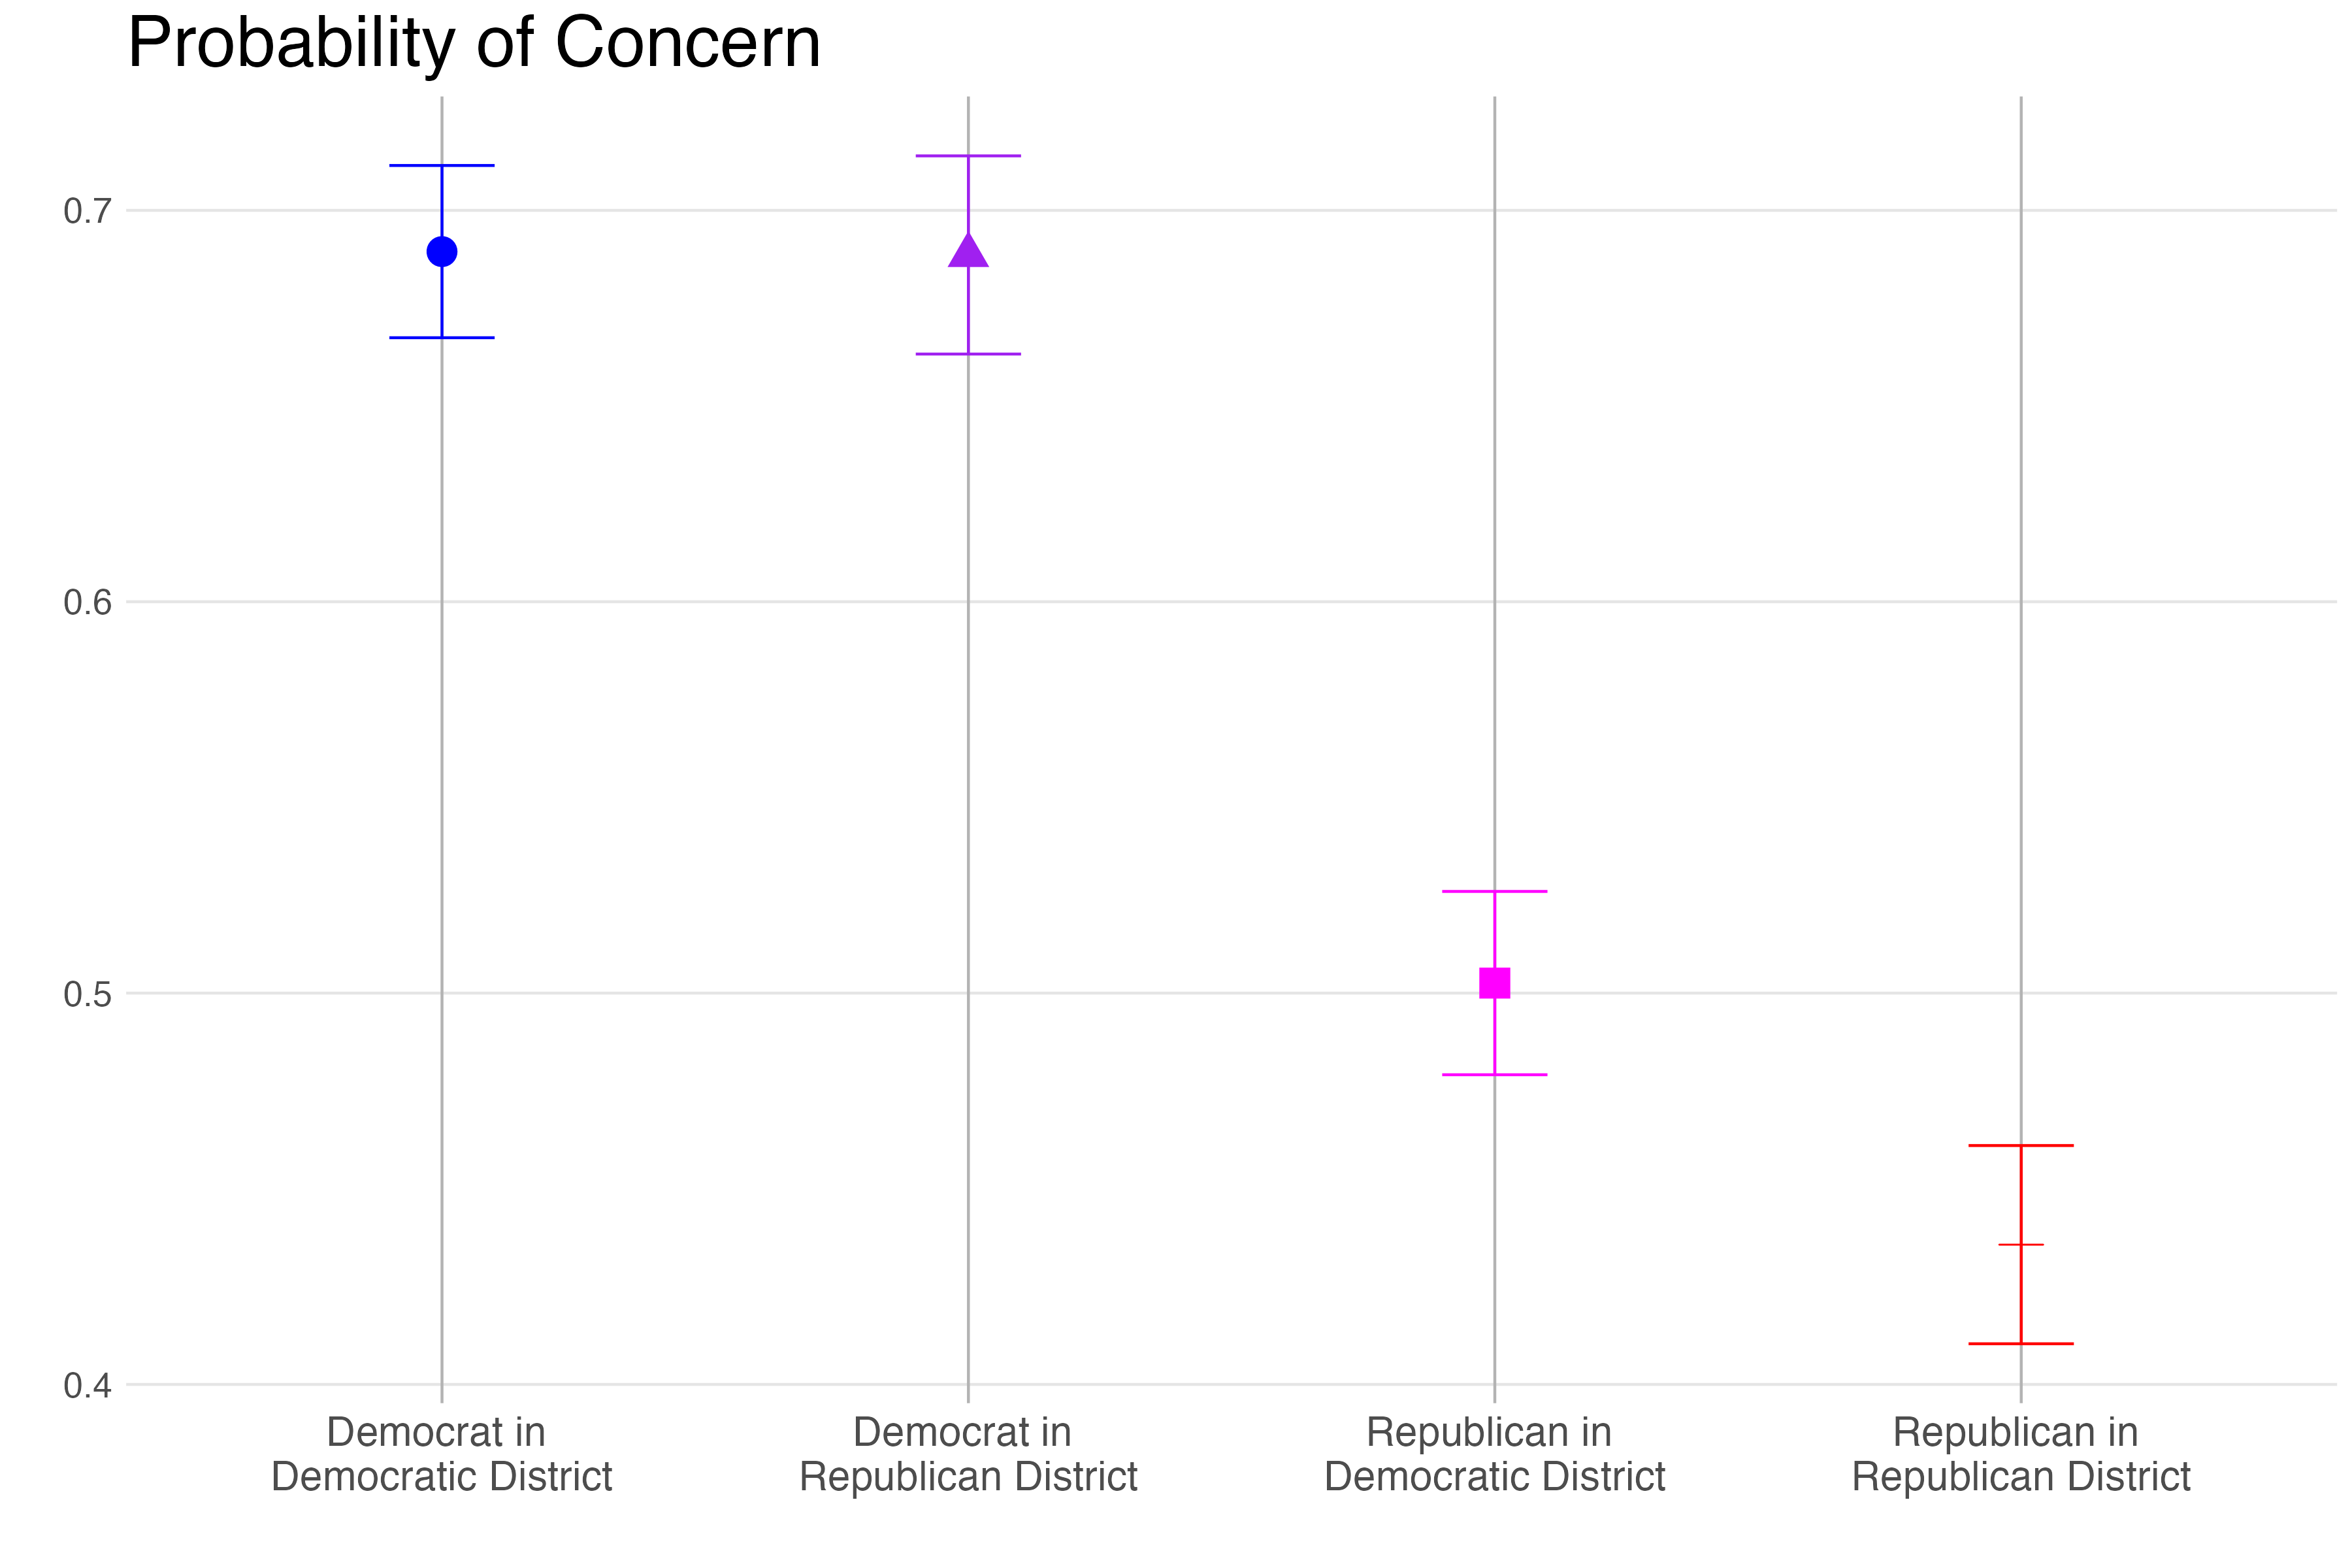 Probability of Concern
0.7
0.6
0.5
0.4
Democrat in
Democratic District
Democrat in
Republican District
Republican in
Democratic District
Republican in
Republican District